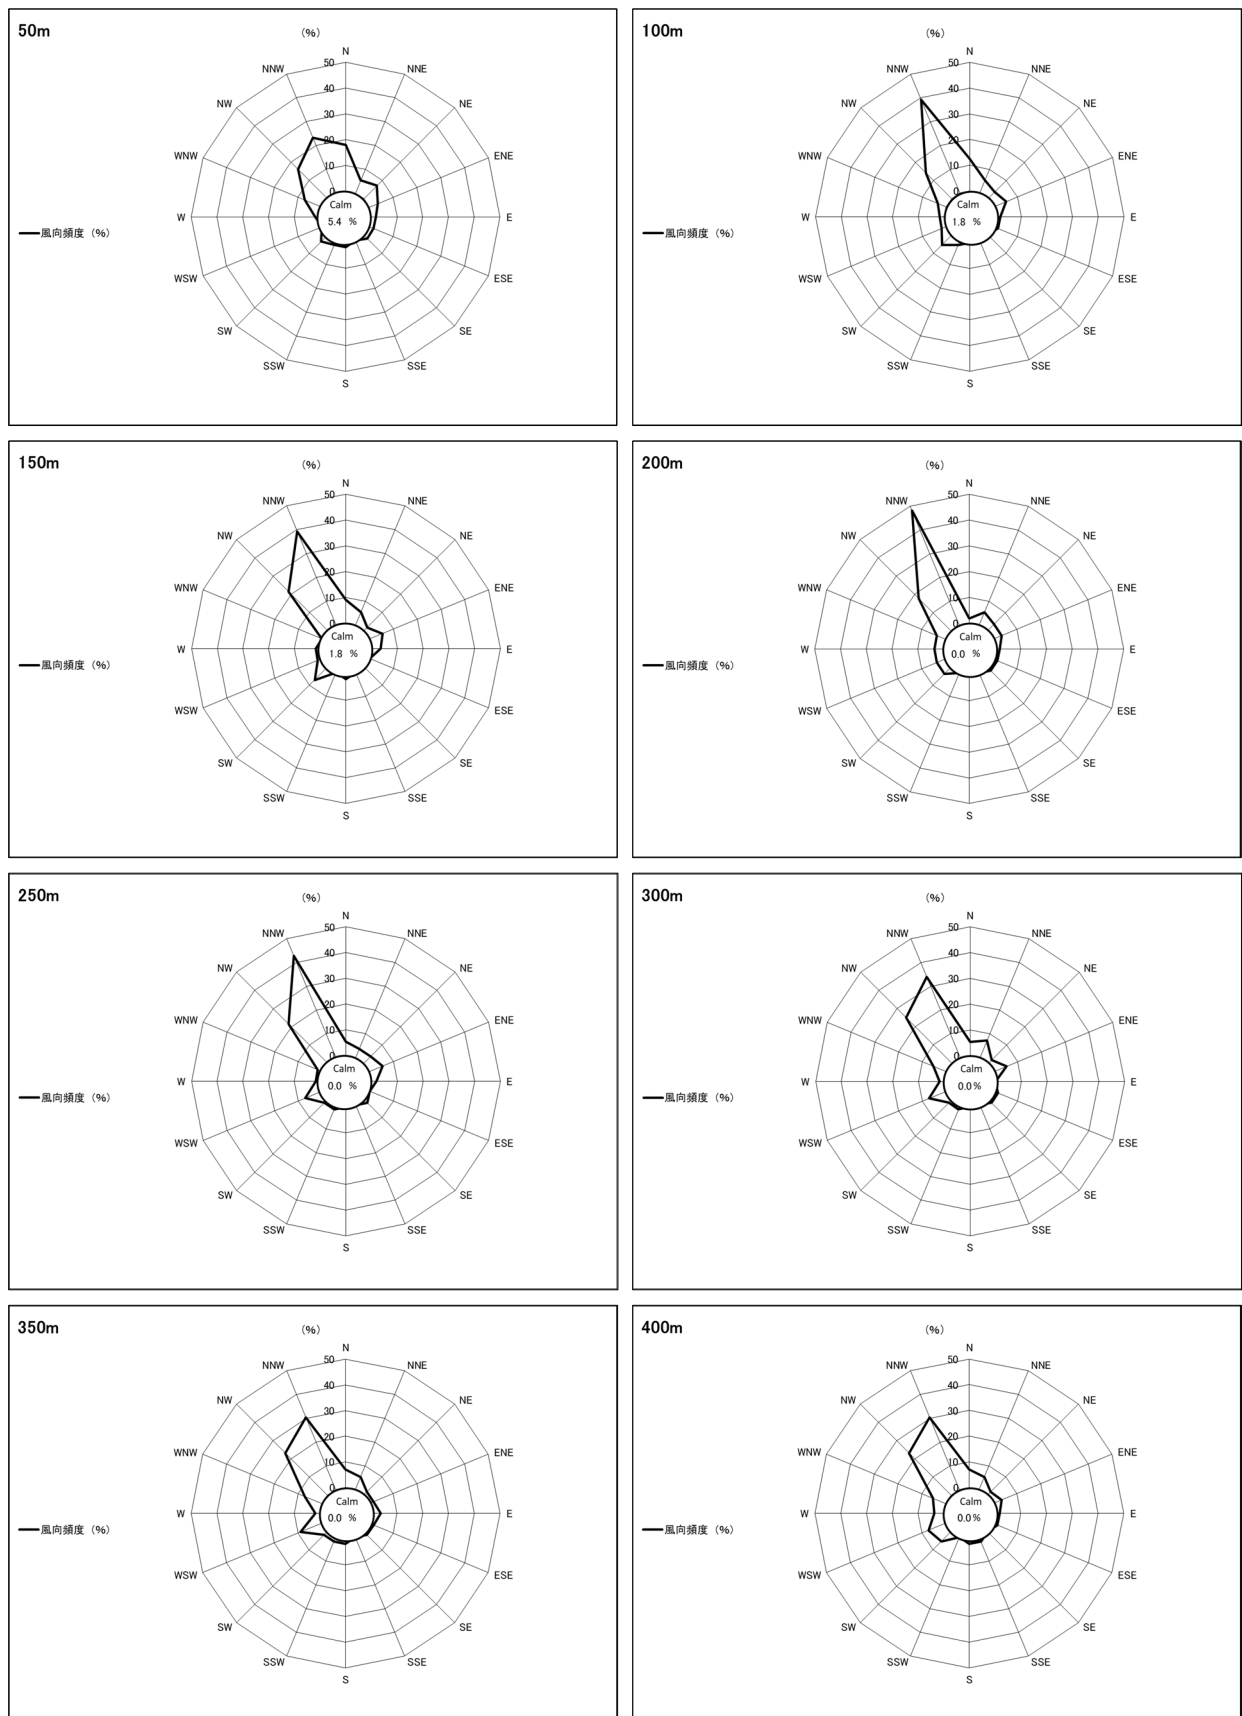 50m
(%)
N
NNW
NNE
50
40
30
20
10
0
NW
NE
WNW
ENE
Calm
5.4 %
W
E
風向頻度(%)
WSW
ESE
SW
SE
SSW
SSE
S
100m
(%)
N
NNW
NNE
50
40
30
20
10
0
NW
NE
WNW
ENE
Calm
1.8 %
W
E
風向頻度(%)
WSW
ESE
SW
SE
SSW
SSE
S
150m
(%)
N
NNW
NNE
50
40
30
20
10
0
NW
NE
WNW
ENE
Calm
1.8 %
W
E
風向頻度(%)
WSW
ESE
SW
SE
SSW
SSE
S
200m
(%)
N
NNW
NNE
50
40
30
20
10
0
NW
NE
WNW
ENE
Calm
0.0 %
W
E
風向頻度(%)
WSW
ESE
SW
SE
SSW
SSE
S
250m
(%)
N
NNW
NNE
50
40
30
20
10
0
NW
NE
WNW
ENE
Calm
0.0 %
W
E
風向頻度(%)
WSW
ESE
SW
SE
SSW
SSE
S
300m
(%)
N
NNW
NNE
50
40
30
20
10
0
NW
NE
WNW
ENE
Calm
0.0%
W
E
風向頻度(%)
WSW
ESE
SW
SE
SSW
SSE
S
350m
(%)
N
NNW
NNE
50
40
30
20
10
0
NW
NE
WNW
ENE
Calm
0.0 %
W
E
風向頻度(%)
WSW
ESE
SW
SE
SSW
SSE
S
400m
(%)
N
NNW
NNE
50
40
30
20
10
0
NW
NE
WNW
ENE
Calm
0.0%
W
E
風向頻度(%)
WSW
ESE
SW
SE
SSW
SSE
S